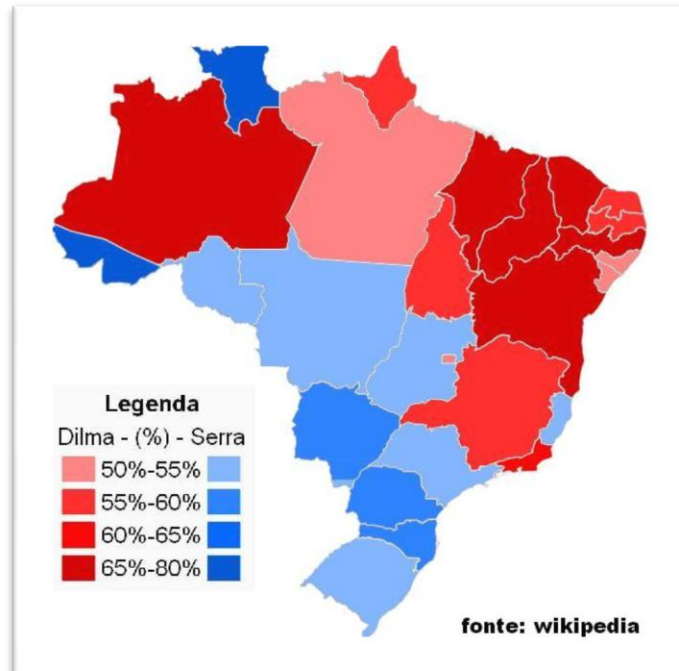 Legenda
Dilma - (%) - Serra
50%-55%
55%-60%
60%-65%
65%-80%
fonte: wikipedia